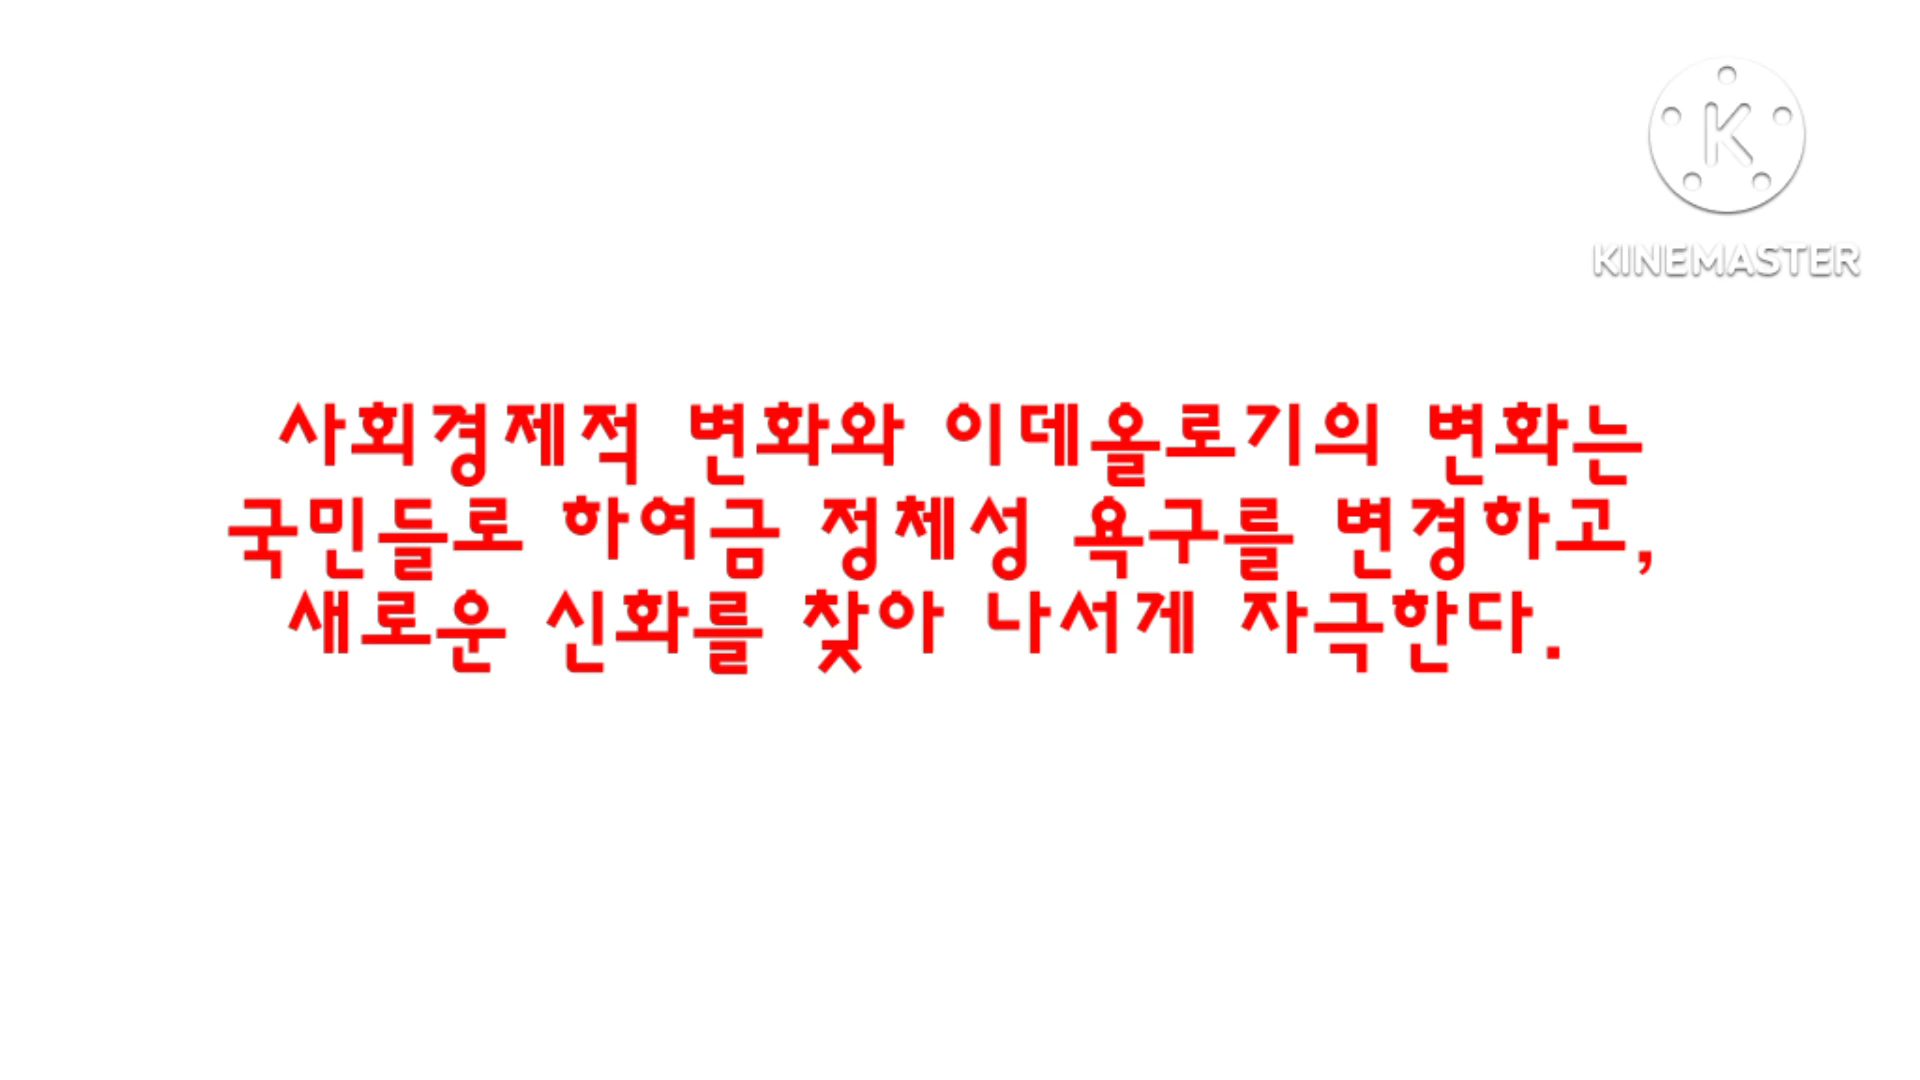 KINEMASTER
사회경제적 변화와 이데올로기의 변화는
국민들로 하여금 정체성 욕구를 변경하고,
새로운 신화를 찾아 나서게 자극한다.